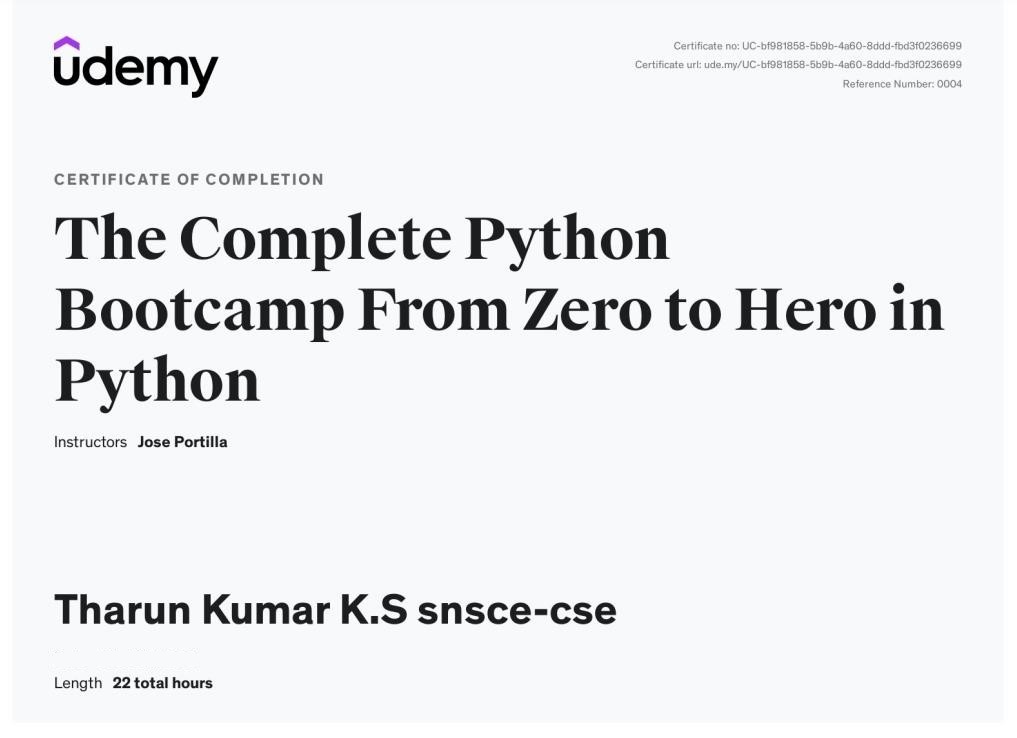 udemy
Certificate no: UC-bf981858-5b9b-4a60-8ddd-fbd3f0236699
Certificate url: ude.my/UC-bf981858-5b9b-4a60-8ddd-fbd3f0236699
Reference Number: 0004
CERTIFICATE OF COMPLETION
The Complete Python
Bootcamp From Zero to Hero in
Python
Instructors Jose Portilla
Tharun Kumar K.S snsce-cse
Length 22 total hours